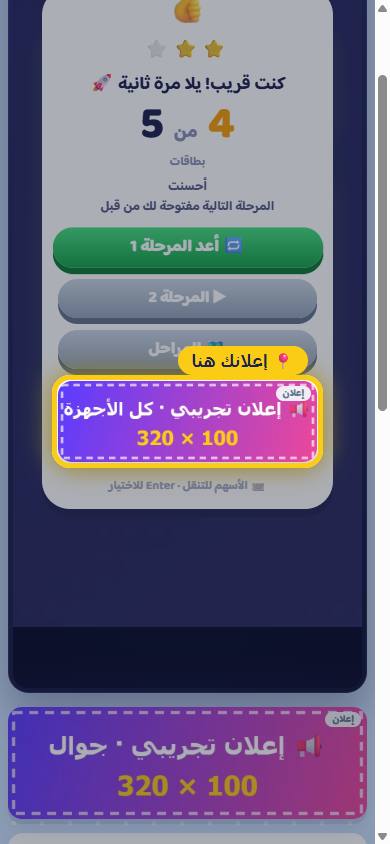 كنت قريب! يلا مرة ثانية 🚀
4 من 5
بطاقات
أحسنت
المرحلة التالية مفتوحة لك من قبل
🔁 أعد المرحلة 1
▶ المرحلة 2
المراحل
📍 إعلانك هنا
إعلان
📢 إعلان تجريبي · كل الأجهزة
320 × 100
⌨ الأسهم للتنقل · Enter للاختيار
إعلان
📢 إعلان تجريبي · جوال
320 × 100